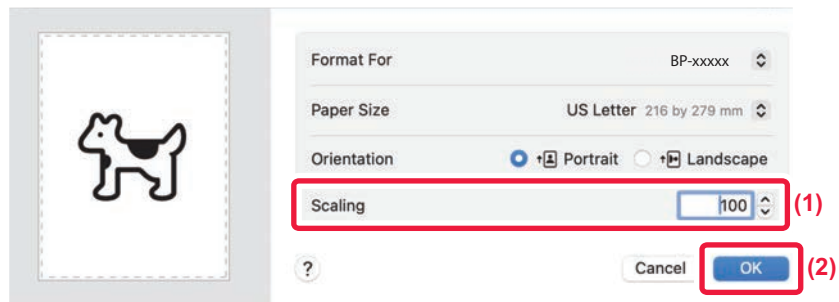 Format For BP-xxxxx
Paper Size US Letter 216 by 279 mm
Orientation Portrait Landscape
Scaling 100 (1)
? Cancel OK (2)